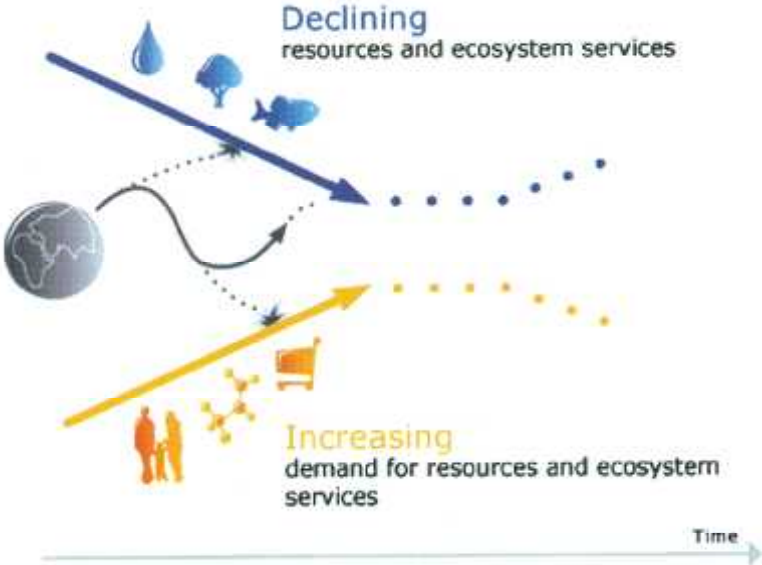 Declining
resources and ecosystem services
Increasing
demand for resources and ecosystem
services
Time